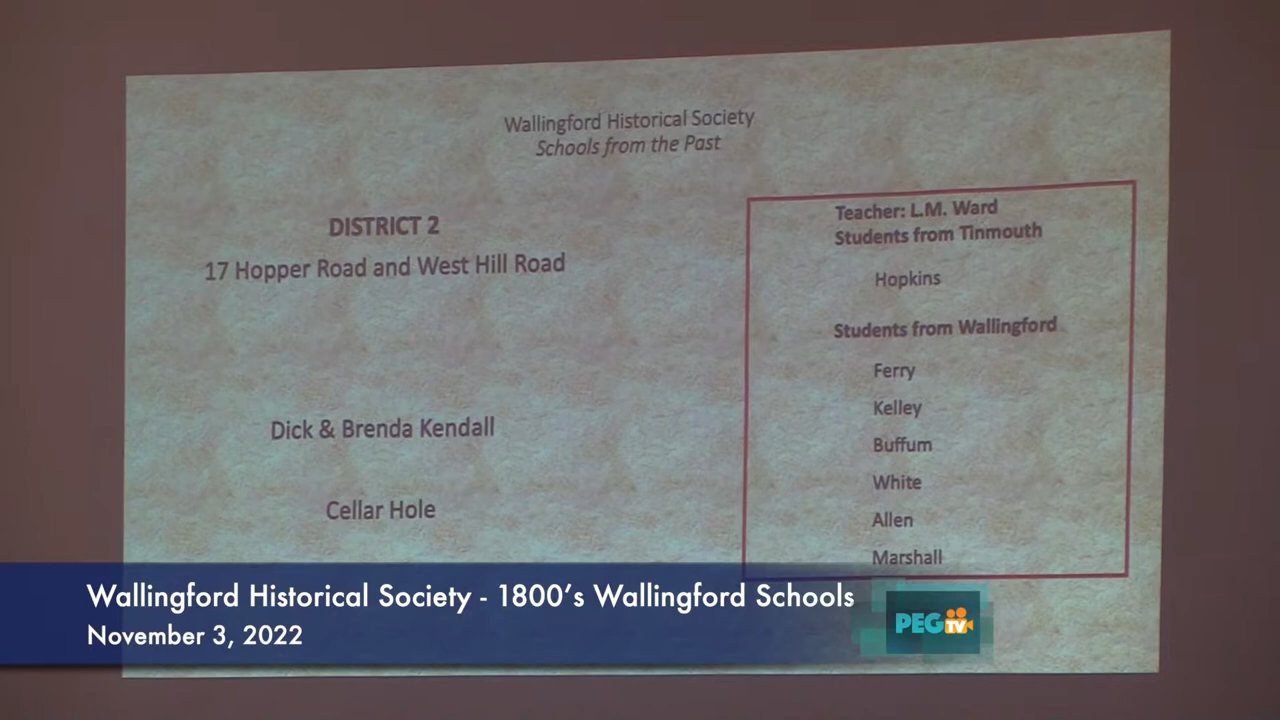 Wallingford Historical Society
Schools from the Past
DISTRICT 2
17 Hopper Road and West Hill Road
Dick & Brenda Kendall
Cellar Hole
Teacher: L.M. Ward
Students from Tinmouth
Hopkins
Students from Wallingford
Ferry
Kelley
Buffum
White
Allen
Marshall
Wallingford Historical Society - 1800's Wallingford Schools
November 3, 2022
PEGTV